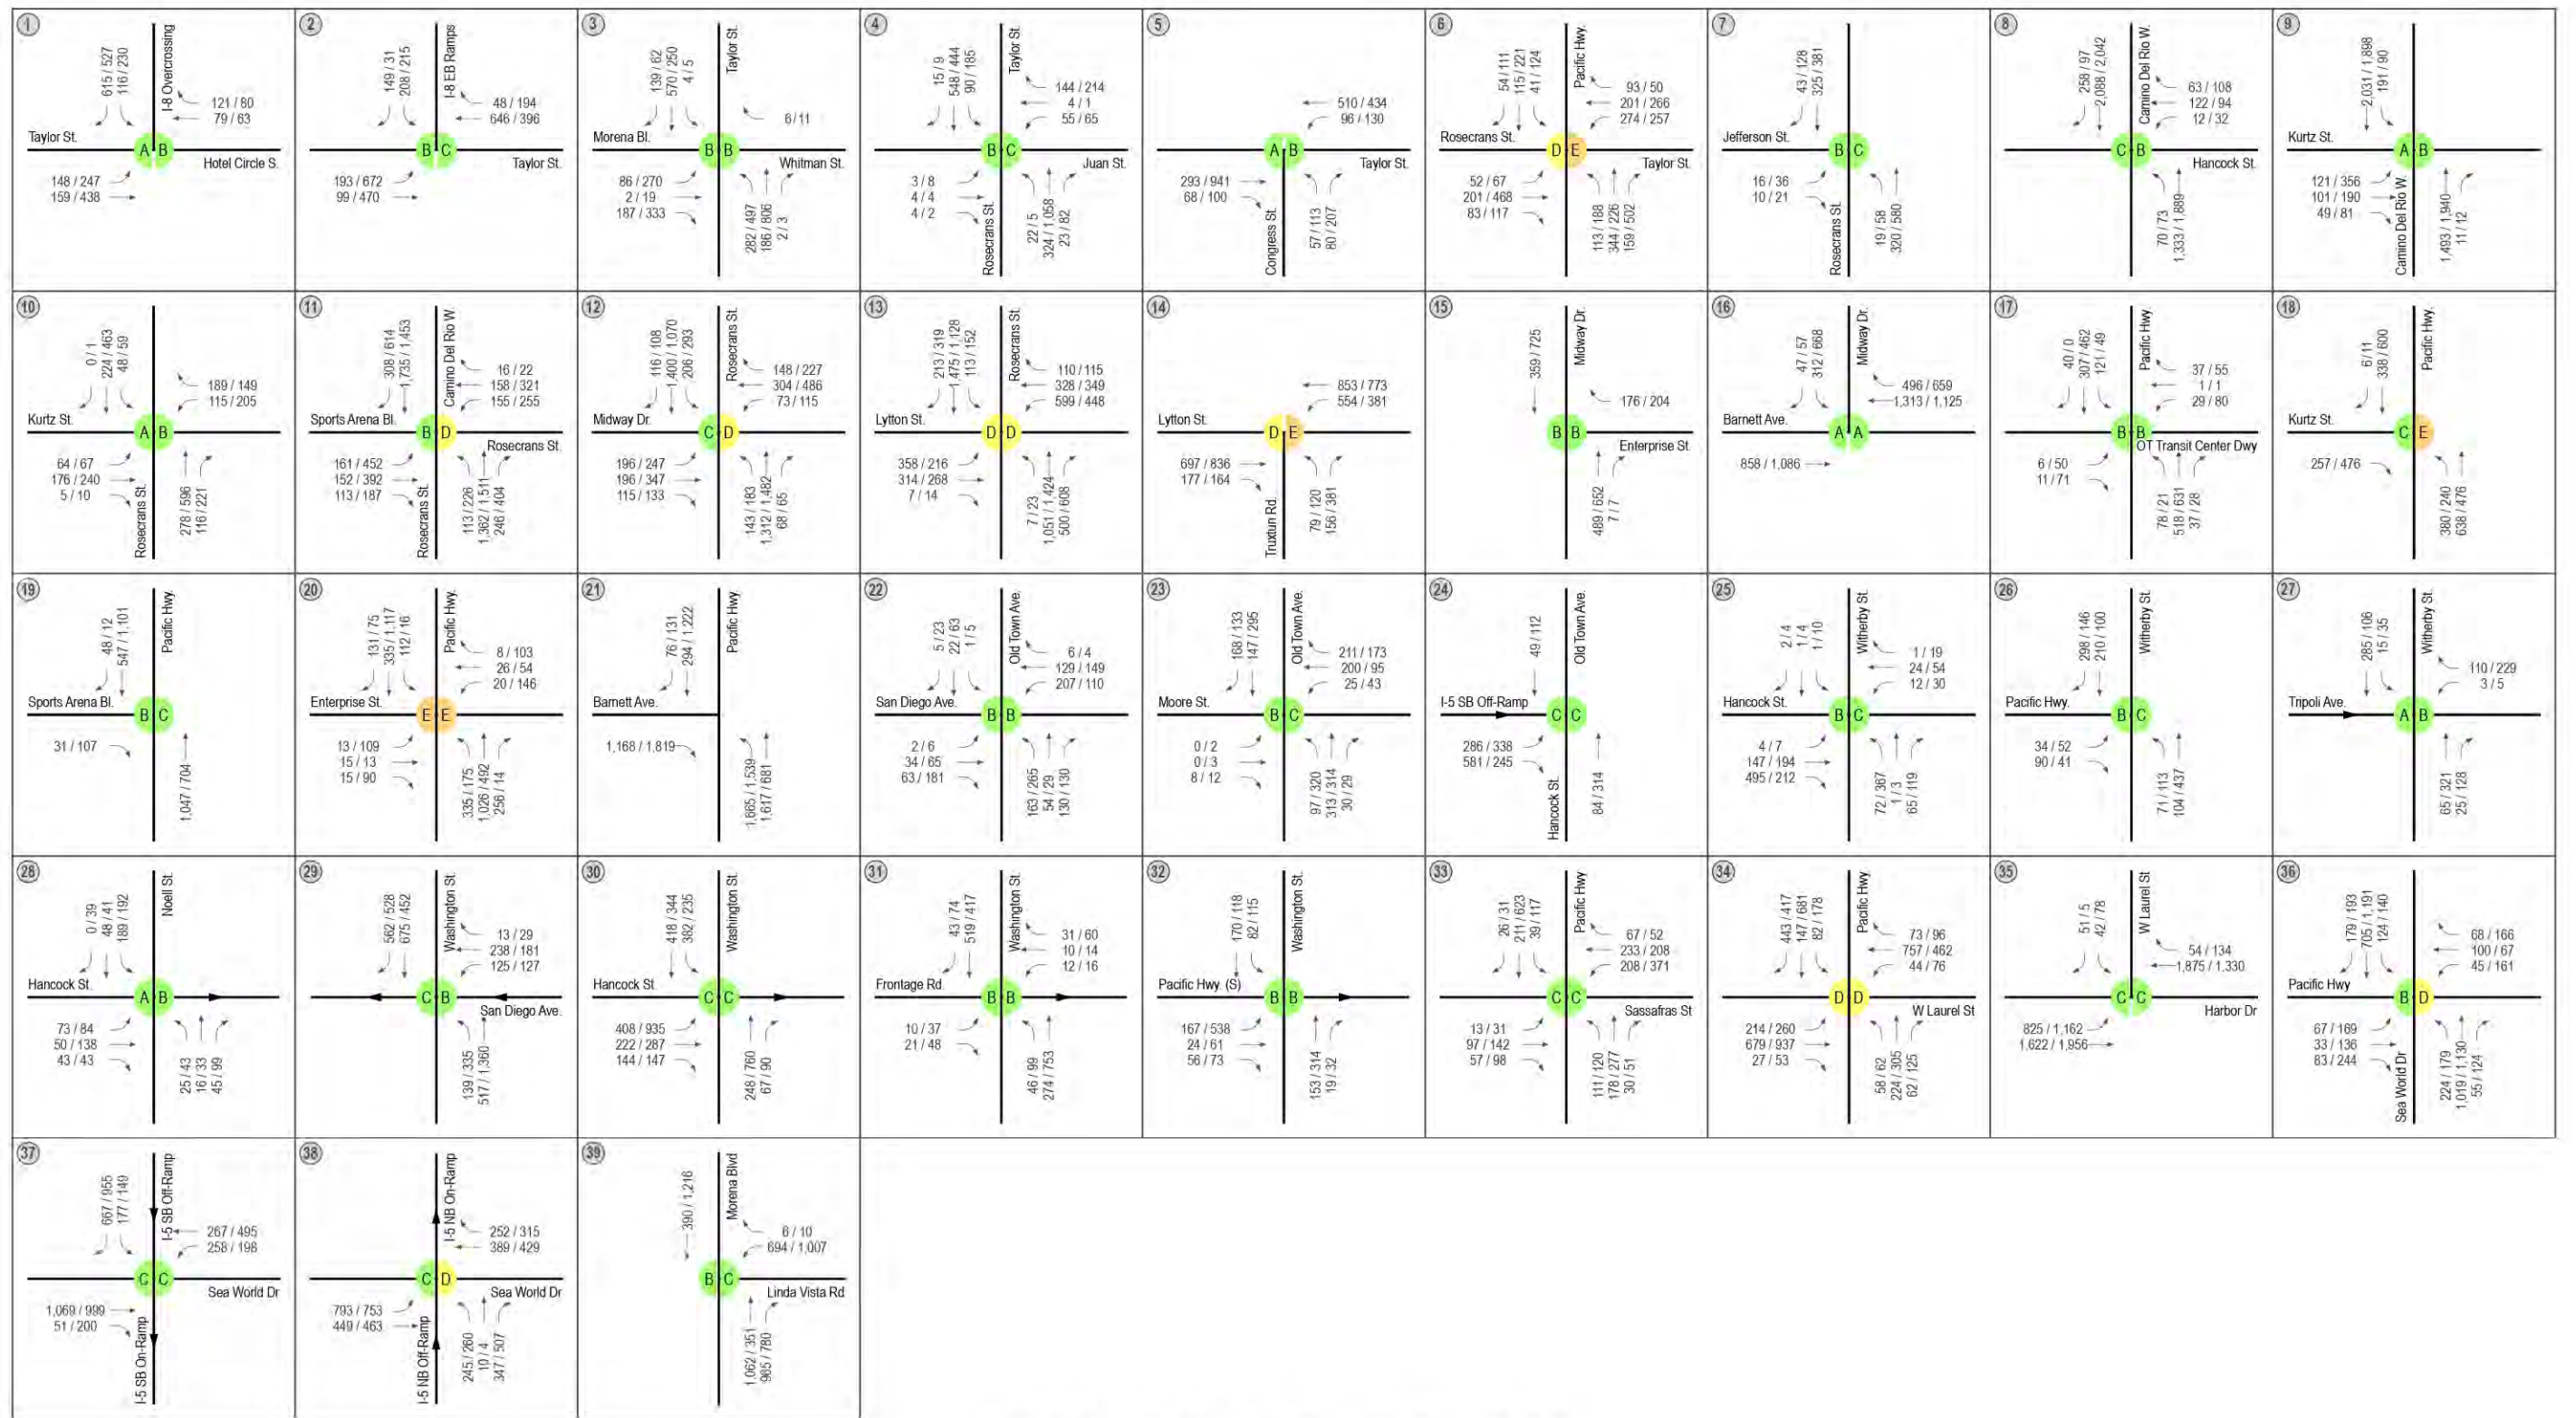 1
615 / 527
116 / 230
I-8 Overcrossing
121 / 80
79 / 63
Taylor St.
A B
Hotel Circle S.
148 / 247
159 / 438
2
149 / 31
208 / 215
I-8 EB Ramps
48 / 194
646 / 396
B C
Taylor St.
193 / 672
99 / 470
3
139 / 62
570 / 250
4 / 5
Taylor St.
6 / 11
Morena Bl.
B B
Whitman St.
86 / 270
2 / 19
187 / 333
282 / 497
186 / 806
2 / 3
4
15 / 9
548 / 444
90 / 185
Taylor St.
144 / 214
4 / 1
55 / 65
B C
Juan St.
3 / 8
4 / 4
4 / 2
Rosecrans St.
22 / 5
324 / 1,058
23 / 82
5
510 / 434
96 / 130
A B
Taylor St.
293 / 941
68 / 100
Congress St.
57 / 113
80 / 207
6
54 / 111
115 / 221
41 / 124
Pacific Hwy.
93 / 50
201 / 266
274 / 257
Rosecrans St.
D E
Taylor St.
52 / 67
201 / 468
83 / 117
113 / 188
344 / 226
159 / 502
7
43 / 128
325 / 381
Jefferson St.
B C
16 / 36
10 / 21
Rosecrans St.
19 / 58
320 / 580
8
258 / 97
2,088 / 2,042
Camino Del Rio W.
63 / 108
122 / 94
12 / 32
C B
Hancock St.
70 / 73
1,333 / 1,889
9
2,031 / 1,898
191 / 90
Kurtz St.
A B
121 / 356
101 / 190
49 / 81
Camino Del Rio W.
1,493 / 1,940
11 / 12
10
0 / 1
224 / 463
48 / 59
189 / 149
115 / 205
Kurtz St.
A B
64 / 67
176 / 240
5 / 10
Rosecrans St.
278 / 596
116 / 221
11
308 / 614
1,735 / 1,453
Camino Del Rio W.
16 / 22
158 / 321
155 / 255
Sports Arena Bl.
B D
Rosecrans St.
161 / 452
152 / 392
113 / 187
Rosecrans St.
113 / 226
1,362 / 1,511
246 / 404
12
116 / 108
1,400 / 1,070
206 / 293
Rosecrans St.
148 / 227
304 / 486
73 / 115
Midway Dr.
C D
196 / 247
196 / 347
115 / 133
143 / 183
1,312 / 1,482
68 / 65
13
213 / 319
1,475 / 1,128
113 / 152
Rosecrans St.
110 / 115
328 / 349
599 / 448
Lytton St.
D D
358 / 216
314 / 268
7 / 14
7 / 23
1,051 / 1,424
500 / 608
14
853 / 773
554 / 381
Lytton St.
D E
697 / 836
177 / 164
Truxtun Rd.
79 / 120
156 / 381
15
359 / 725
Midway Dr.
176 / 204
B B
Enterprise St.
489 / 652
7 / 7
16
47 / 57
312 / 668
Midway Dr.
496 / 659
1,313 / 1,125
Barnett Ave.
A A
858 / 1,086
17
40 / 0
307 / 462
121 / 49
Pacific Hwy.
37 / 55
1 / 1
29 / 80
B B
OT Transit Center Dwy
6 / 50
11 / 71
78 / 21
518 / 631
37 / 28
18
6 / 11
338 / 600
Pacific Hwy.
Kurtz St.
C E
257 / 476
380 / 240
638 / 476
19
48 / 12
547 / 1,101
Pacific Hwy.
Sports Arena Bl.
B C
31 / 107
1,047 / 704
20
131 / 75
335 / 1,117
112 / 16
Pacific Hwy.
8 / 103
26 / 54
20 / 146
Enterprise St.
E E
13 / 109
15 / 13
15 / 90
335 / 175
1,026 / 492
256 / 14
21
76 / 131
294 / 1,222
Pacific Hwy.
Barnett Ave.
1,168 / 1,819
1,665 / 1,539
1,617 / 681
22
5 / 23
22 / 63
1 / 5
Old Town Ave.
6 / 4
129 / 149
207 / 110
San Diego Ave.
B B
2 / 6
34 / 65
63 / 181
163 / 265
54 / 29
130 / 130
23
168 / 133
147 / 295
Old Town Ave.
211 / 173
200 / 95
25 / 43
Moore St.
B C
0 / 2
0 / 3
8 / 12
97 / 320
313 / 314
30 / 29
24
49 / 112
Old Town Ave.
I-5 SB Off-Ramp
C C
286 / 338
581 / 245
Hancock St.
84 / 314
25
2 / 4
1 / 4
1 / 10
Witherby St.
1 / 19
24 / 54
12 / 30
Hancock St.
B C
4 / 7
147 / 194
495 / 212
72 / 367
1 / 3
65 / 119
26
298 / 146
210 / 100
Witherby St.
Pacific Hwy.
B C
34 / 52
90 / 41
71 / 113
104 / 437
27
285 / 106
15 / 35
Witherby St.
110 / 229
3 / 5
Tripoli Ave.
A B
65 / 321
25 / 128
28
0 / 39
48 / 41
189 / 192
Noell St.
Hancock St.
A B
73 / 84
50 / 138
43 / 43
25 / 43
16 / 33
45 / 99
29
562 / 528
675 / 452
Washington St.
13 / 29
238 / 181
125 / 127
C B
San Diego Ave.
139 / 335
517 / 1,360
30
418 / 344
382 / 235
Washington St.
Hancock St.
C C
408 / 935
222 / 287
144 / 147
248 / 760
67 / 90
31
43 / 74
519 / 417
Washington St.
31 / 60
10 / 14
12 / 16
Frontage Rd.
B B
10 / 37
21 / 48
46 / 99
274 / 753
32
170 / 118
82 / 115
Washington St.
Pacific Hwy. (S)
B B
167 / 538
24 / 61
56 / 73
153 / 314
19 / 32
33
26 / 31
211 / 623
39 / 117
Pacific Hwy
67 / 52
233 / 208
208 / 371
C C
Sassafras St
13 / 31
97 / 142
57 / 98
111 / 120
178 / 277
30 / 51
34
443 / 417
147 / 681
82 / 178
Pacific Hwy.
73 / 96
757 / 462
44 / 76
D D
W Laurel St
214 / 260
679 / 937
27 / 53
58 / 62
224 / 305
62 / 125
35
51 / 5
42 / 78
W Laurel St
54 / 134
1,875 / 1,330
C C
Harbor Dr
825 / 1,162
1,622 / 1,956
36
179 / 193
705 / 1,191
124 / 140
68 / 166
100 / 67
45 / 161
Pacific Hwy
B D
67 / 169
33 / 136
83 / 244
Sea World Dr
224 / 179
1,019 / 1,130
55 / 124
37
667 / 955
177 / 149
I-5 SB Off-Ramp
267 / 495
258 / 198
C C
Sea World Dr
1,069 / 999
51 / 200
I-5 SB On-Ramp
38
I-5 NB On-Ramp
252 / 315
389 / 429
C D
Sea World Dr
793 / 753
449 / 463
I-5 NB Off-Ramp
245 / 260
10 / 4
347 / 507
39
390 / 1,216
Morena Blvd
6 / 10
694 / 1,007
B C
Linda Vista Rd
1,062 / 351
965 / 780